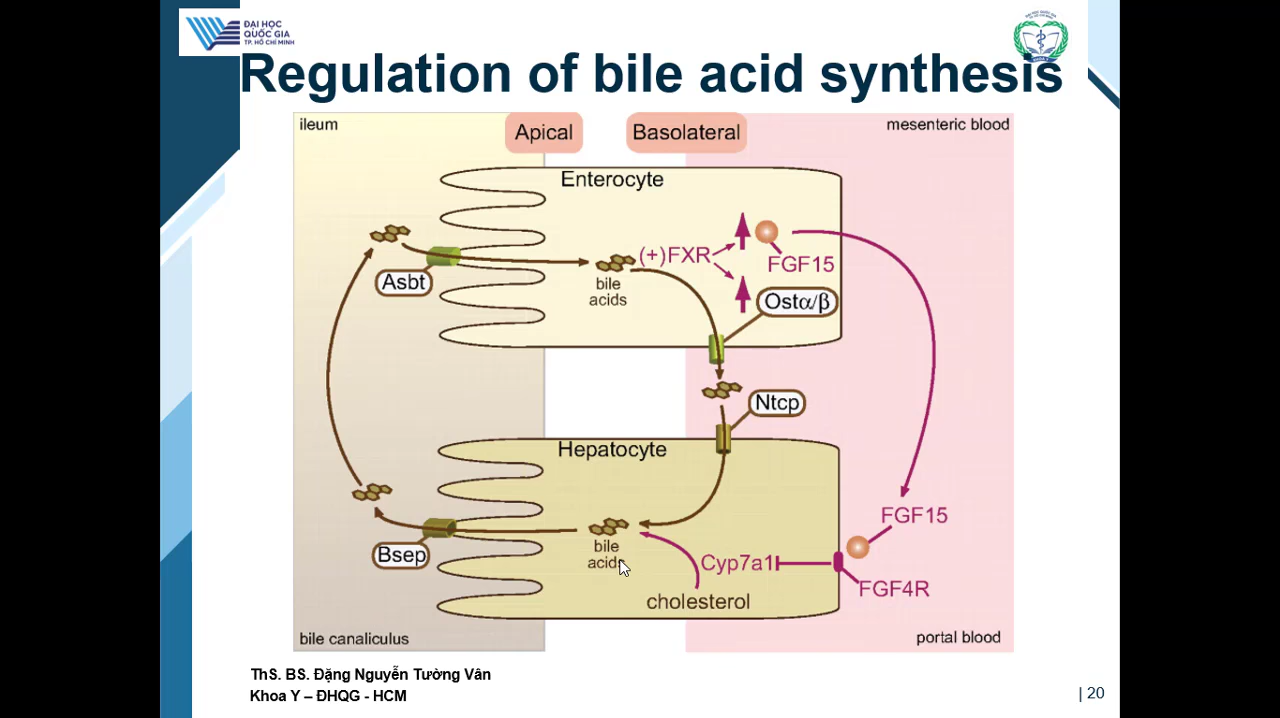 ĐẠI HỌC
QUỐC GIA
TP. HỒ CHÍ MINH
Regulation of bile acid synthesis
ileum
Apical
Basolateral
mesenteric blood
Enterocyte
(+)FXR
FGF15
Asbt
bile
acids
Ostα/β
Ntcp
Hepatocyte
FGF15
Bsep
bile
acids
Cyp7a1
FGF4R
cholesterol
bile canaliculus
portal blood
ThS. BS. Đặng Nguyễn Tường Vân
Khoa Y – ĐHQG - HCM
| 20